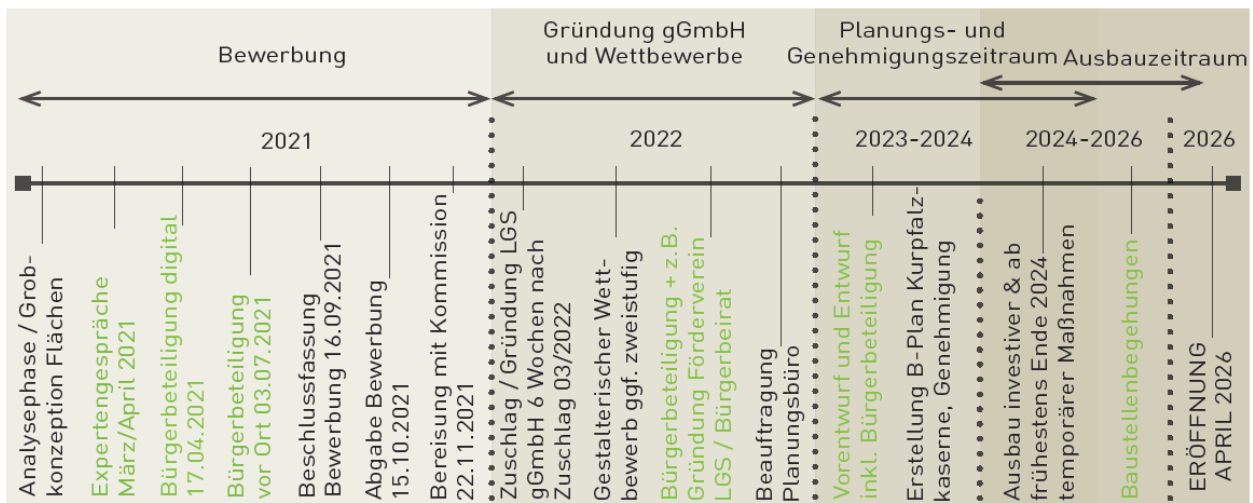 Bewerbung
Gründung gGmbH
und Wettbewerbe
Planungs- und
Genehmigungszeitraum
Ausbauzeitraum
2021
2022
2023-2024
2024-2026
2026
Analysephase / Grob-
konzeption Flächen
Expertengespräche
März/April 2021
Bürgerbeteiligung digital
17.04.2021
Bürgerbeteiligung
vor Ort 03.07.2021
Beschlussfassung
Bewerbung 16.09.2021
Abgabe Bewerbung
15.10.2021
Bereisung mit Kommission
22.11.2021
Zuschlag / Gründung LGS
gGmbH 6 Wochen nach
Zuschlag 03/2022
Gestalterischer Wett-
bewerb ggf. zweistufig
Bürgerbeteiligung + z.B.
Gründung Förderverein
LGS / Bürgerbeirat
Beauftragung
Planungsbüro
Vorentwurf und Entwurf
inkl. Bürgerbeteiligung
Erstellung B-Plan Kurpfalz-
kaserne, Genehmigung
Ausbau investiver & ab
frühestens Ende 2024
temporärer Maßnahmen
Baustellenbegehungen
ERÖFFNUNG
APRIL 2026